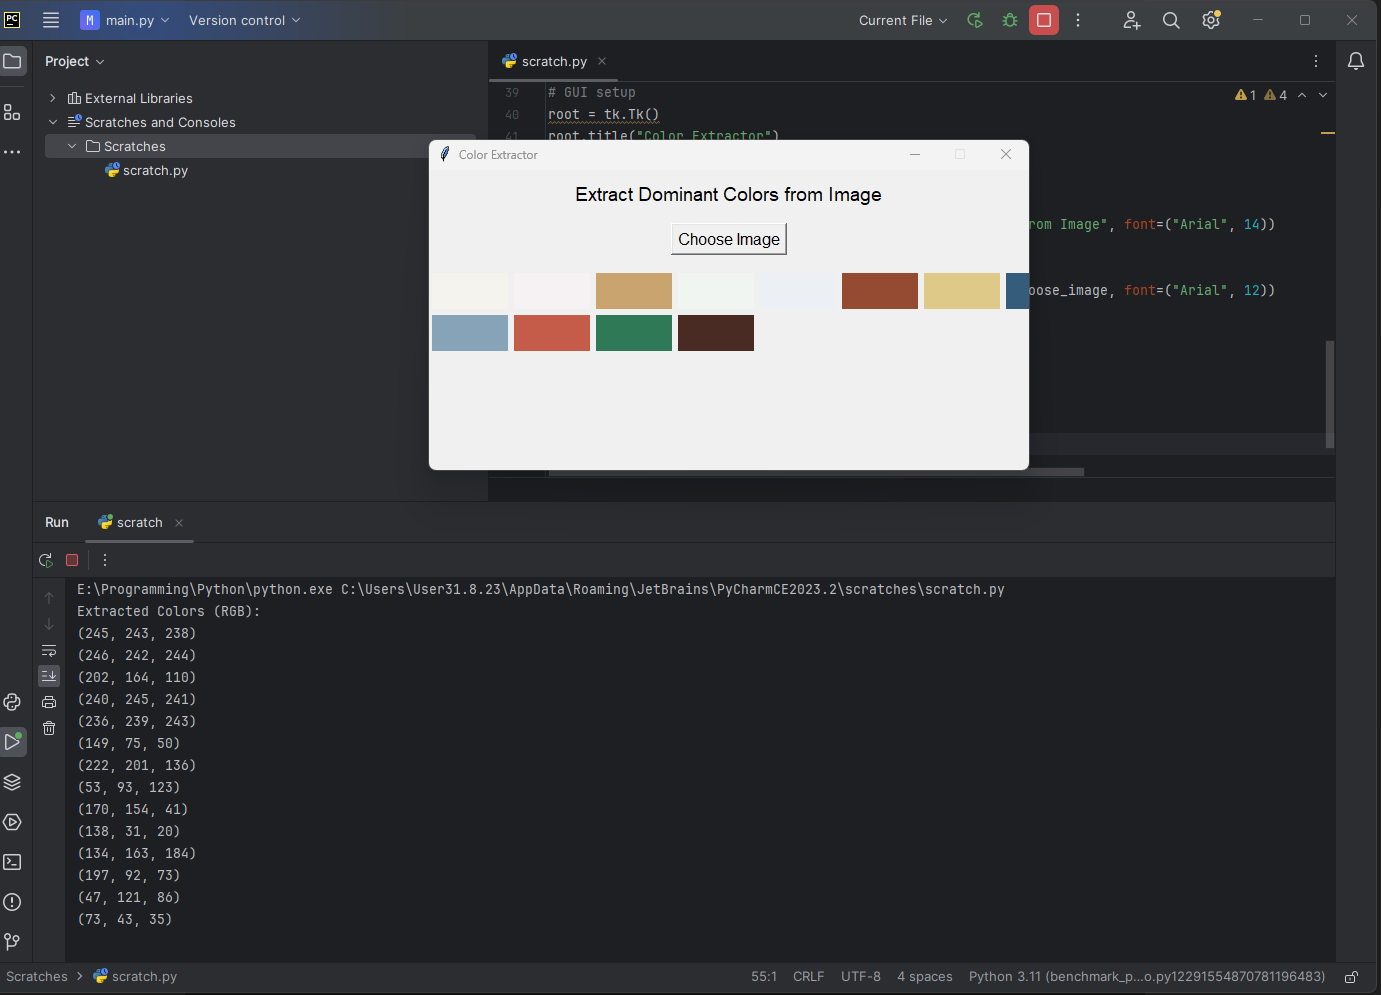 PC
M main.py Version control Current File
Project
scratch.py
External Libraries
Scratches and Consoles
Scratches
scratch.py
39 # GUI setup
1 4
40 root = tk.Tk()
41 root.title("Color Extractor")
Color Extractor
Extract Dominant Colors from Image
rom Image", font=("Arial", 14))
Choose Image
oose_image, font=("Arial", 12))
Run scratch
E:\Programming\Python\python.exe C:\Users\User31.8.23\AppData\Roaming\JetBrains\PyCharmCE2023.2\scratches\scratch.py
Extracted Colors (RGB):
(245, 243, 238)
(246, 242, 244)
(202, 164, 110)
(240, 245, 241)
(236, 239, 243)
(149, 75, 50)
(222, 201, 136)
(53, 93, 123)
(170, 154, 41)
(138, 31, 20)
(134, 163, 184)
(197, 92, 73)
(47, 121, 86)
(73, 43, 35)
Scratches > scratch.py 55:1 CRLF UTF-8 4 spaces Python 3.11 (benchmark_p...o.py12291554870781196483)